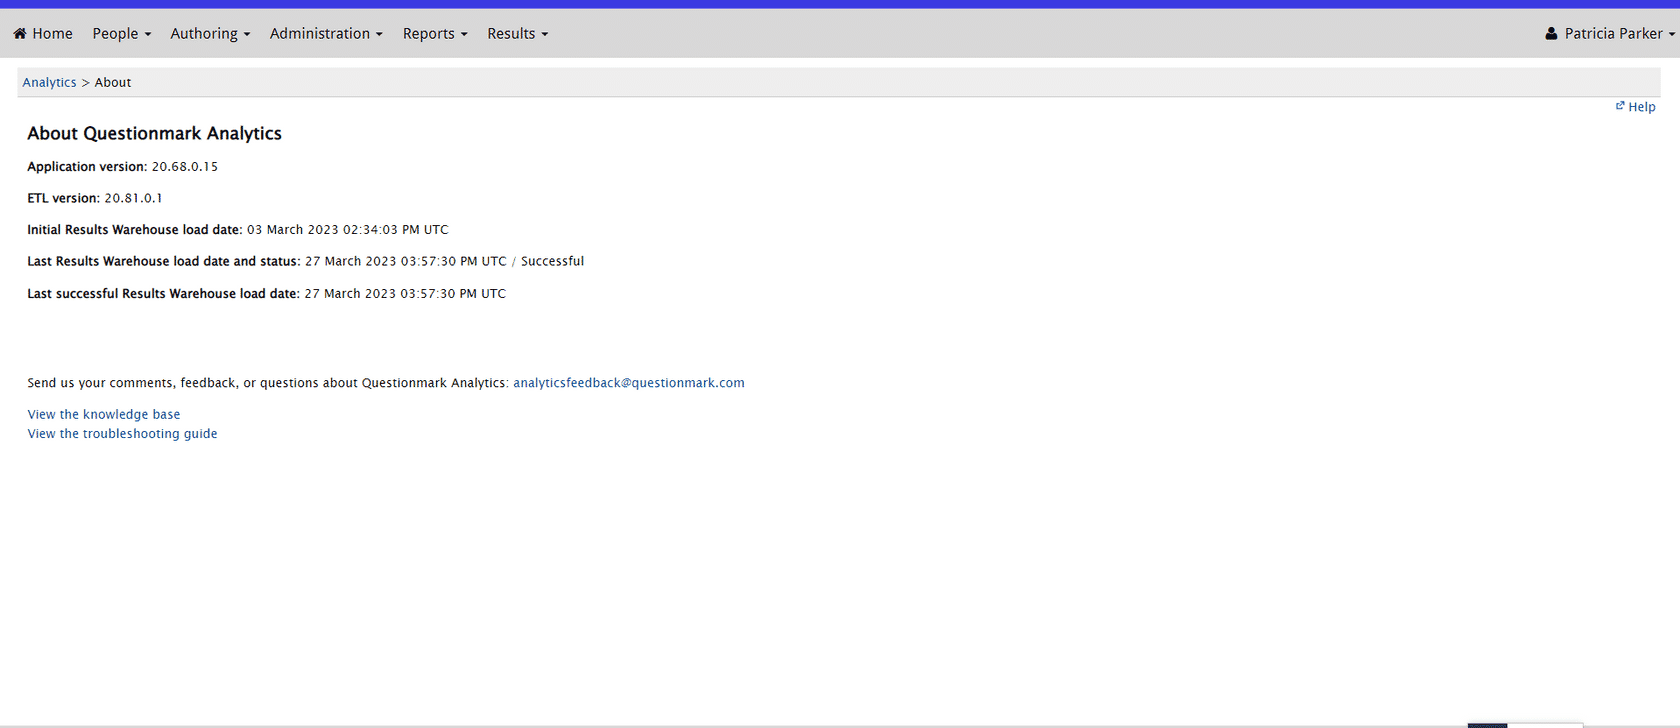 Home People Authoring Administration Reports Results Patricia Parker
Analytics > About
Help
About Questionmark Analytics
Application version: 20.68.0.15
ETL version: 20.81.0.1
Initial Results Warehouse load date: 03 March 2023 02:34:03 PM UTC
Last Results Warehouse load date and status: 27 March 2023 03:57:30 PM UTC / Successful
Last successful Results Warehouse load date: 27 March 2023 03:57:30 PM UTC
Send us your comments, feedback, or questions about Questionmark Analytics: analyticsfeedback@questionmark.com
View the knowledge base
View the troubleshooting guide